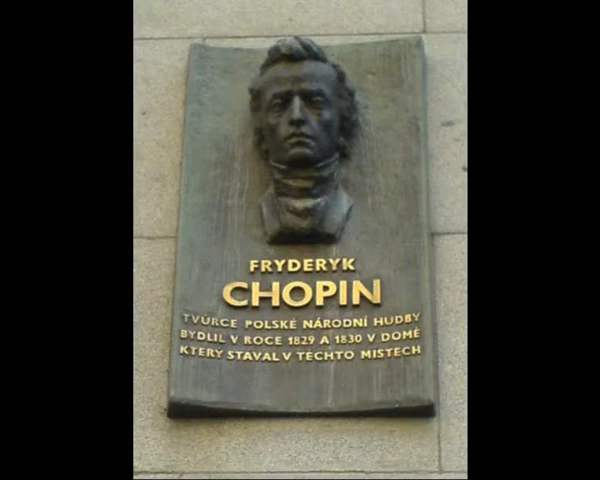 FRYDERYK
CHOPIN
TVŮRCE POLSKÉ NÁRODNÍ HUDBY
BYDLIL V ROCE 1829 A 1830 V DOMĚ
KTERÝ STÁVAL V TĚCHTO MÍSTECH